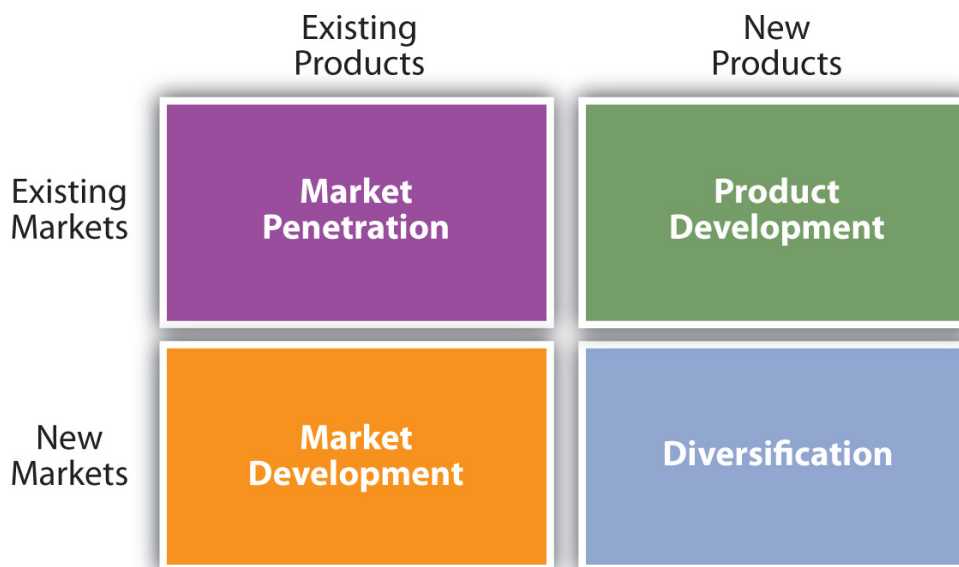 Existing
Products
New
Products
Existing
Markets
Market
Penetration
Product
Development
New
Markets
Market
Development
Diversification